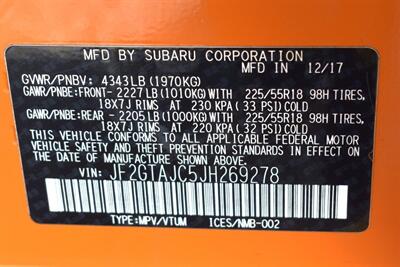 MFD BY SUBARU CORPORATION
GVWR/PNBV: 4343LB(1970KG) MFD IN 12/17
GAWR/PNBE:FRONT- 2227LB(1010KG)WITH 225/55R18 98H TIRES,
18X7J RIMS AT 230 KPA(33 PSI)COLD
GAWR/PNBE:REAR - 2205LB(1000KG)WITH 225/55R18 98H TIRES,
18X7J RIMS AT 220 KPA(32 PSI)COLD
THIS VEHICLE CONFORMS TO ALL APPLICABLE FEDERAL MOTOR
VEHICLE SAFETY AND THEFT PREVENTION STANDARDS IN EFFECT
ON THE DATE OF MANUFACTURE SHOWN ABOVE.
VIN: JF2GTAJC5JH269278
TYPE:MPV/VTUM ICES/NMB-002